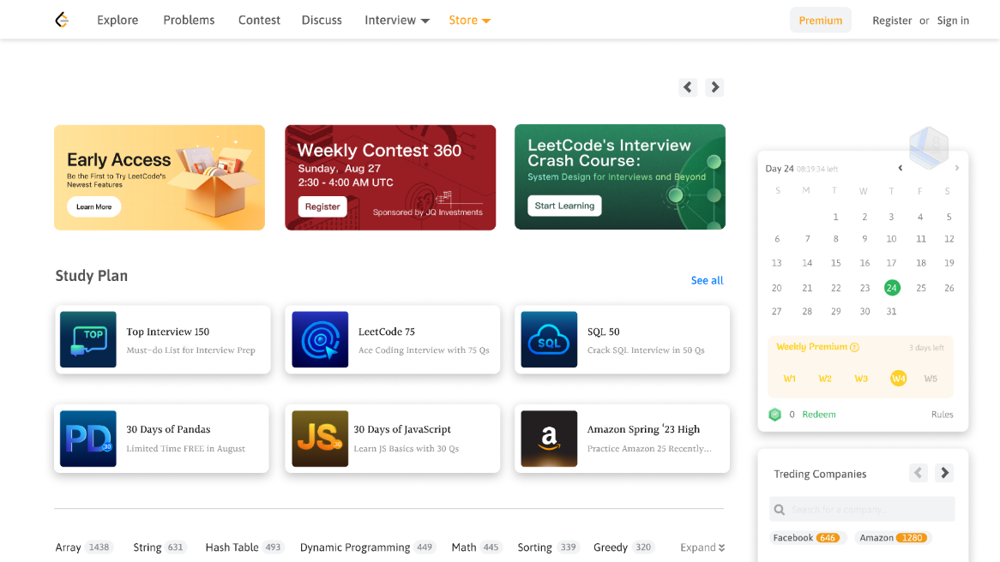 Explore Problems Contest Discuss Interview Store Premium Register or Sign in
Early Access
Be the First to Try LeetCode's
Newest Features
Learn More
Weekly Contest 360
Sunday, Aug 27
2:30 - 4:00 AM UTC
Register
Sponsored by JQ Investments
LeetCode's Interview
Crash Course:
System Design for Interviews and Beyond
Start Learning
Study Plan
See all
TOP
Top Interview 150
Must-do List for Interview Prep
LeetCode 75
Ace Coding Interview with 75 Qs
SQL
SQL 50
Crack SQL Interview in 50 Qs
PD 30
30 Days of Pandas
Limited Time FREE in August
JS 30
30 Days of JavaScript
Learn JS Basics with 30 Qs
a
Amazon Spring ‘23 High
Practice Amazon 25 Recently...
Array 1438 String 631 Hash Table 493 Dynamic Programming 449 Math 445 Sorting 339 Greedy 320 Expand
Day 24 08:19:34 left
S M T W T F S
1 2 3 4 5
6 7 8 9 10 11 12
13 14 15 16 17 18 19
20 21 22 23 24 25 26
27 28 29 30 31
Weekly Premium ? 3 days left
W1 W2 W3 W4 W5
0 Redeem Rules
Treding Companies
Search for a company..
Facebook 646 Amazon 1280